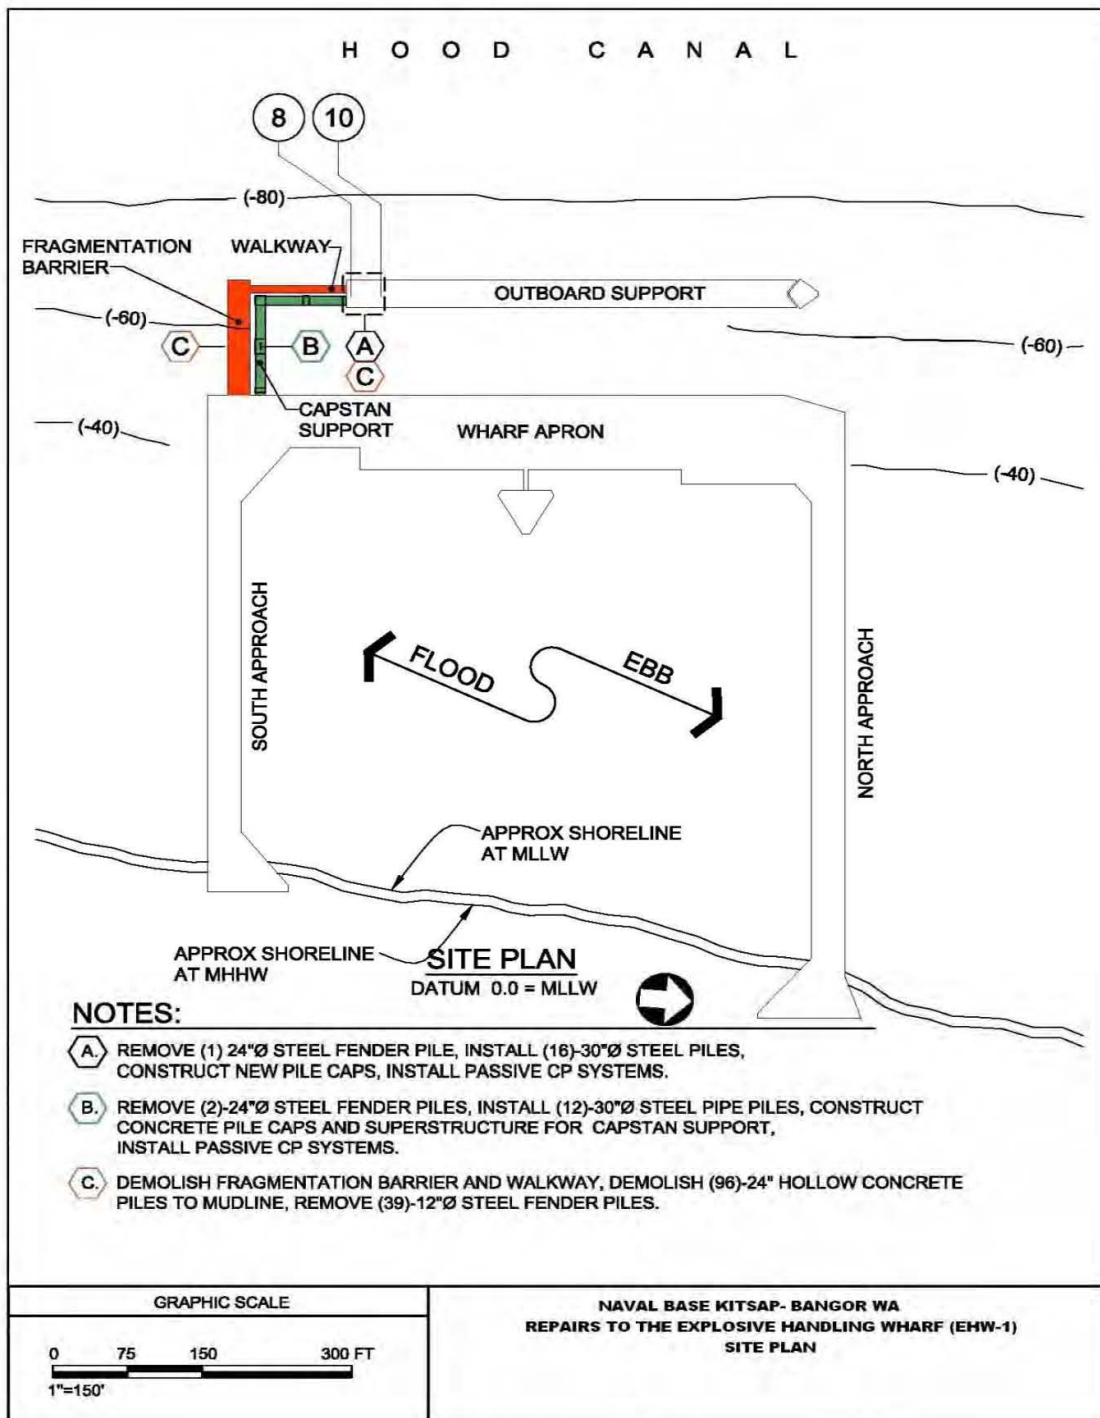 HOOD CANAL
8 10
(-80)
FRAGMENTATION
BARRIER
WALKWAY
OUTBOARD SUPPORT
(-60)
(-60)
C
B
A
C
CAPSTAN
SUPPORT
(-40)
WHARF APRON
(-40)
SOUTH APPROACH
FLOOD
EBB
NORTH APPROACH
APPROX SHORELINE
AT MLLW
APPROX SHORELINE
AT MHHW
SITE PLAN
DATUM 0.0 = MLLW
NOTES:
A. REMOVE (1) 24"Ø STEEL FENDER PILE, INSTALL (16)-30"Ø STEEL PILES,
CONSTRUCT NEW PILE CAPS, INSTALL PASSIVE CP SYSTEMS.
B. REMOVE (2)-24"Ø STEEL FENDER PILES, INSTALL (12)-30"Ø STEEL PIPE PILES, CONSTRUCT
CONCRETE PILE CAPS AND SUPERSTRUCTURE FOR CAPSTAN SUPPORT,
INSTALL PASSIVE CP SYSTEMS.
C. DEMOLISH FRAGMENTATION BARRIER AND WALKWAY, DEMOLISH (96)-24" HOLLOW CONCRETE
PILES TO MUDLINE, REMOVE (39)-12"Ø STEEL FENDER PILES.
GRAPHIC SCALE
0 75 150 300 FT
1"=150'
NAVAL BASE KITSAP- BANGOR WA
REPAIRS TO THE EXPLOSIVE HANDLING WHARF (EHW-1)
SITE PLAN